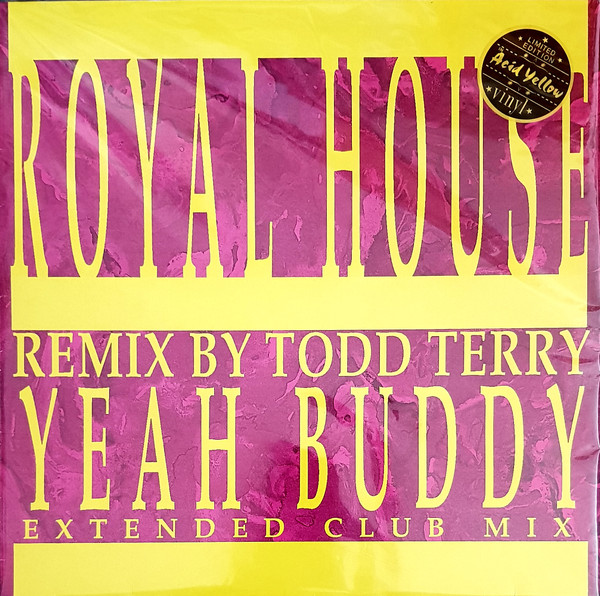 LIMITED
EDITION
Acid Yellow
vinyl
ROYAL HOUSE
REMIX BY TODD TERRY
YEAH BUDDY
EXTENDED CLUB MIX